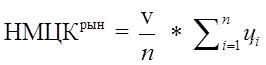 НМЦК^рын = v/n * ∑_{i=1}^{n} ц_i